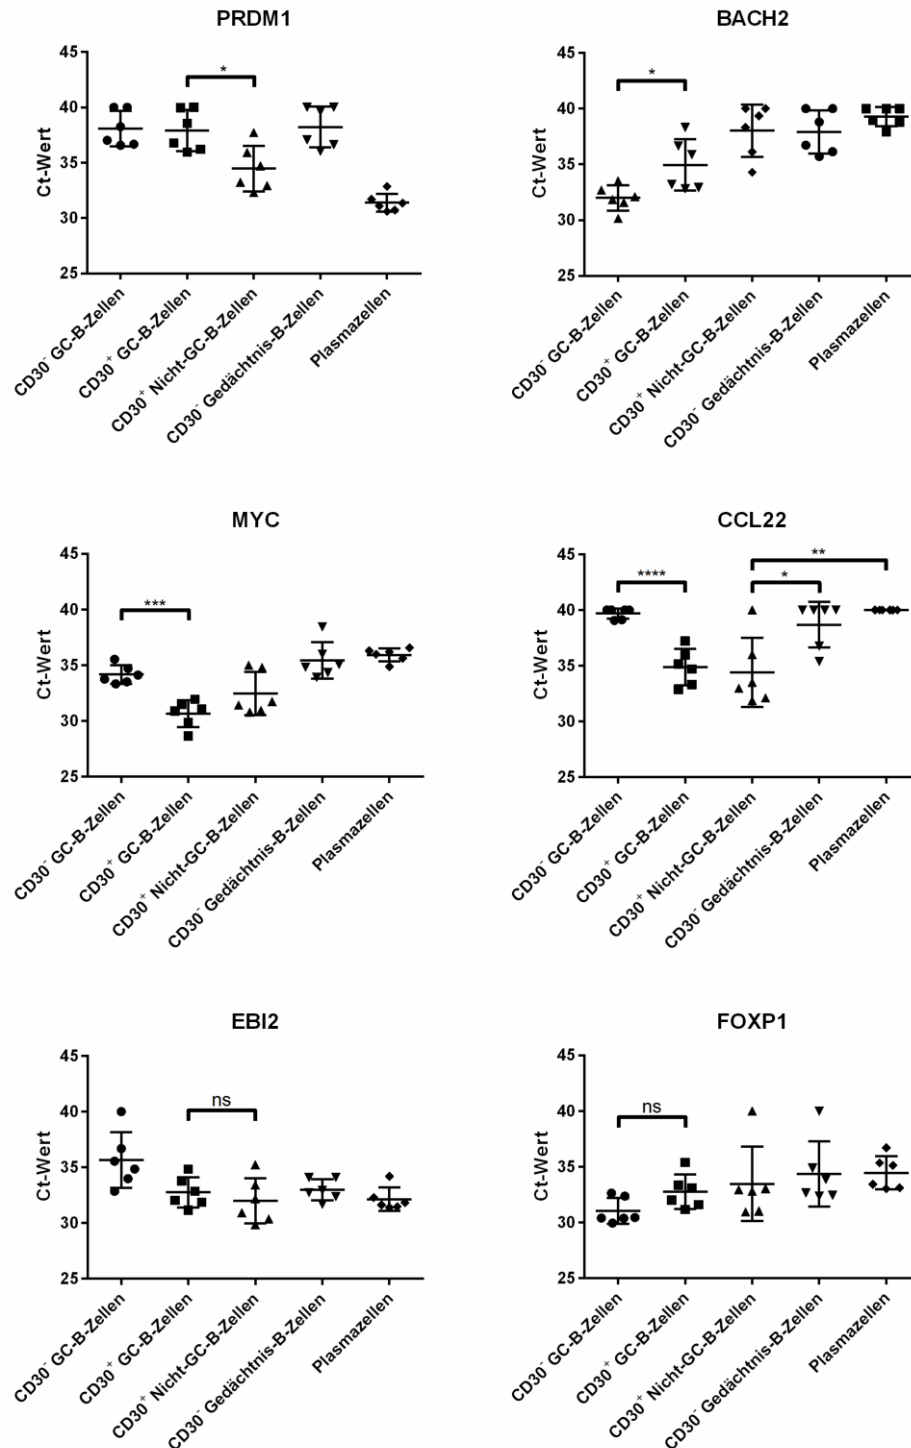 PRDM1
45
40
35
30
25
Ct-Wert
*
CD30⁻ GC-B-Zellen
CD30⁺ GC-B-Zellen
CD30⁺ Nicht-GC-B-Zellen
CD30⁻ Gedächtnis-B-Zellen
Plasmazellen
BACH2
45
40
35
30
25
Ct-Wert
*
CD30⁻ GC-B-Zellen
CD30⁺ GC-B-Zellen
CD30⁺ Nicht-GC-B-Zellen
CD30⁻ Gedächtnis-B-Zellen
Plasmazellen
MYC
45
40
35
30
25
Ct-Wert
***
CD30⁻ GC-B-Zellen
CD30⁺ GC-B-Zellen
CD30⁺ Nicht-GC-B-Zellen
CD30⁻ Gedächtnis-B-Zellen
Plasmazellen
CCL22
45
40
35
30
25
Ct-Wert
****
**
*
CD30⁻ GC-B-Zellen
CD30⁺ GC-B-Zellen
CD30⁺ Nicht-GC-B-Zellen
CD30⁻ Gedächtnis-B-Zellen
Plasmazellen
EBI2
45
40
35
30
25
Ct-Wert
ns
CD30⁻ GC-B-Zellen
CD30⁺ GC-B-Zellen
CD30⁺ Nicht-GC-B-Zellen
CD30⁻ Gedächtnis-B-Zellen
Plasmazellen
FOXP1
45
40
35
30
25
Ct-Wert
ns
CD30⁻ GC-B-Zellen
CD30⁺ GC-B-Zellen
CD30⁺ Nicht-GC-B-Zellen
CD30⁻ Gedächtnis-B-Zellen
Plasmazellen